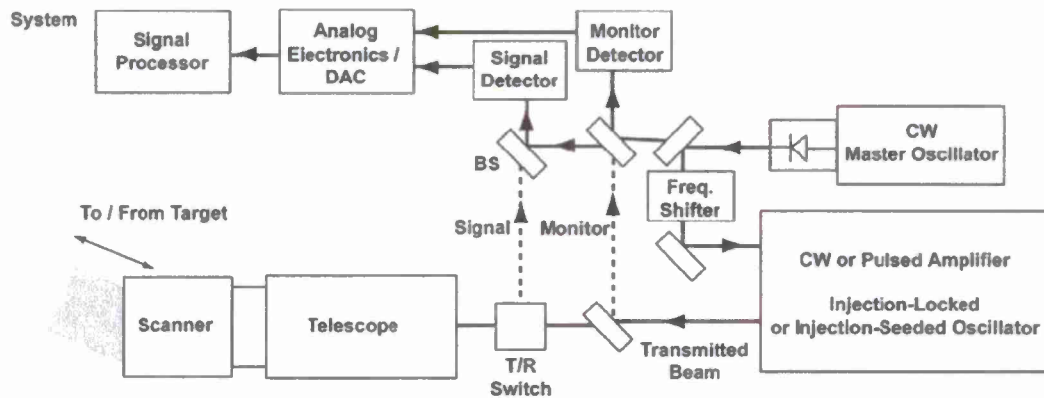 System
Signal
Processor
Analog
Electronics /
DAC
Signal
Detector
Monitor
Detector
CW
Master Oscillator
BS
Freq.
Shifter
To / From Target
Signal
Monitor
CW or Pulsed Amplifier
Injection-Locked
or Injection-Seeded Oscillator
Scanner
Telescope
T/R
Switch
Transmitted
Beam